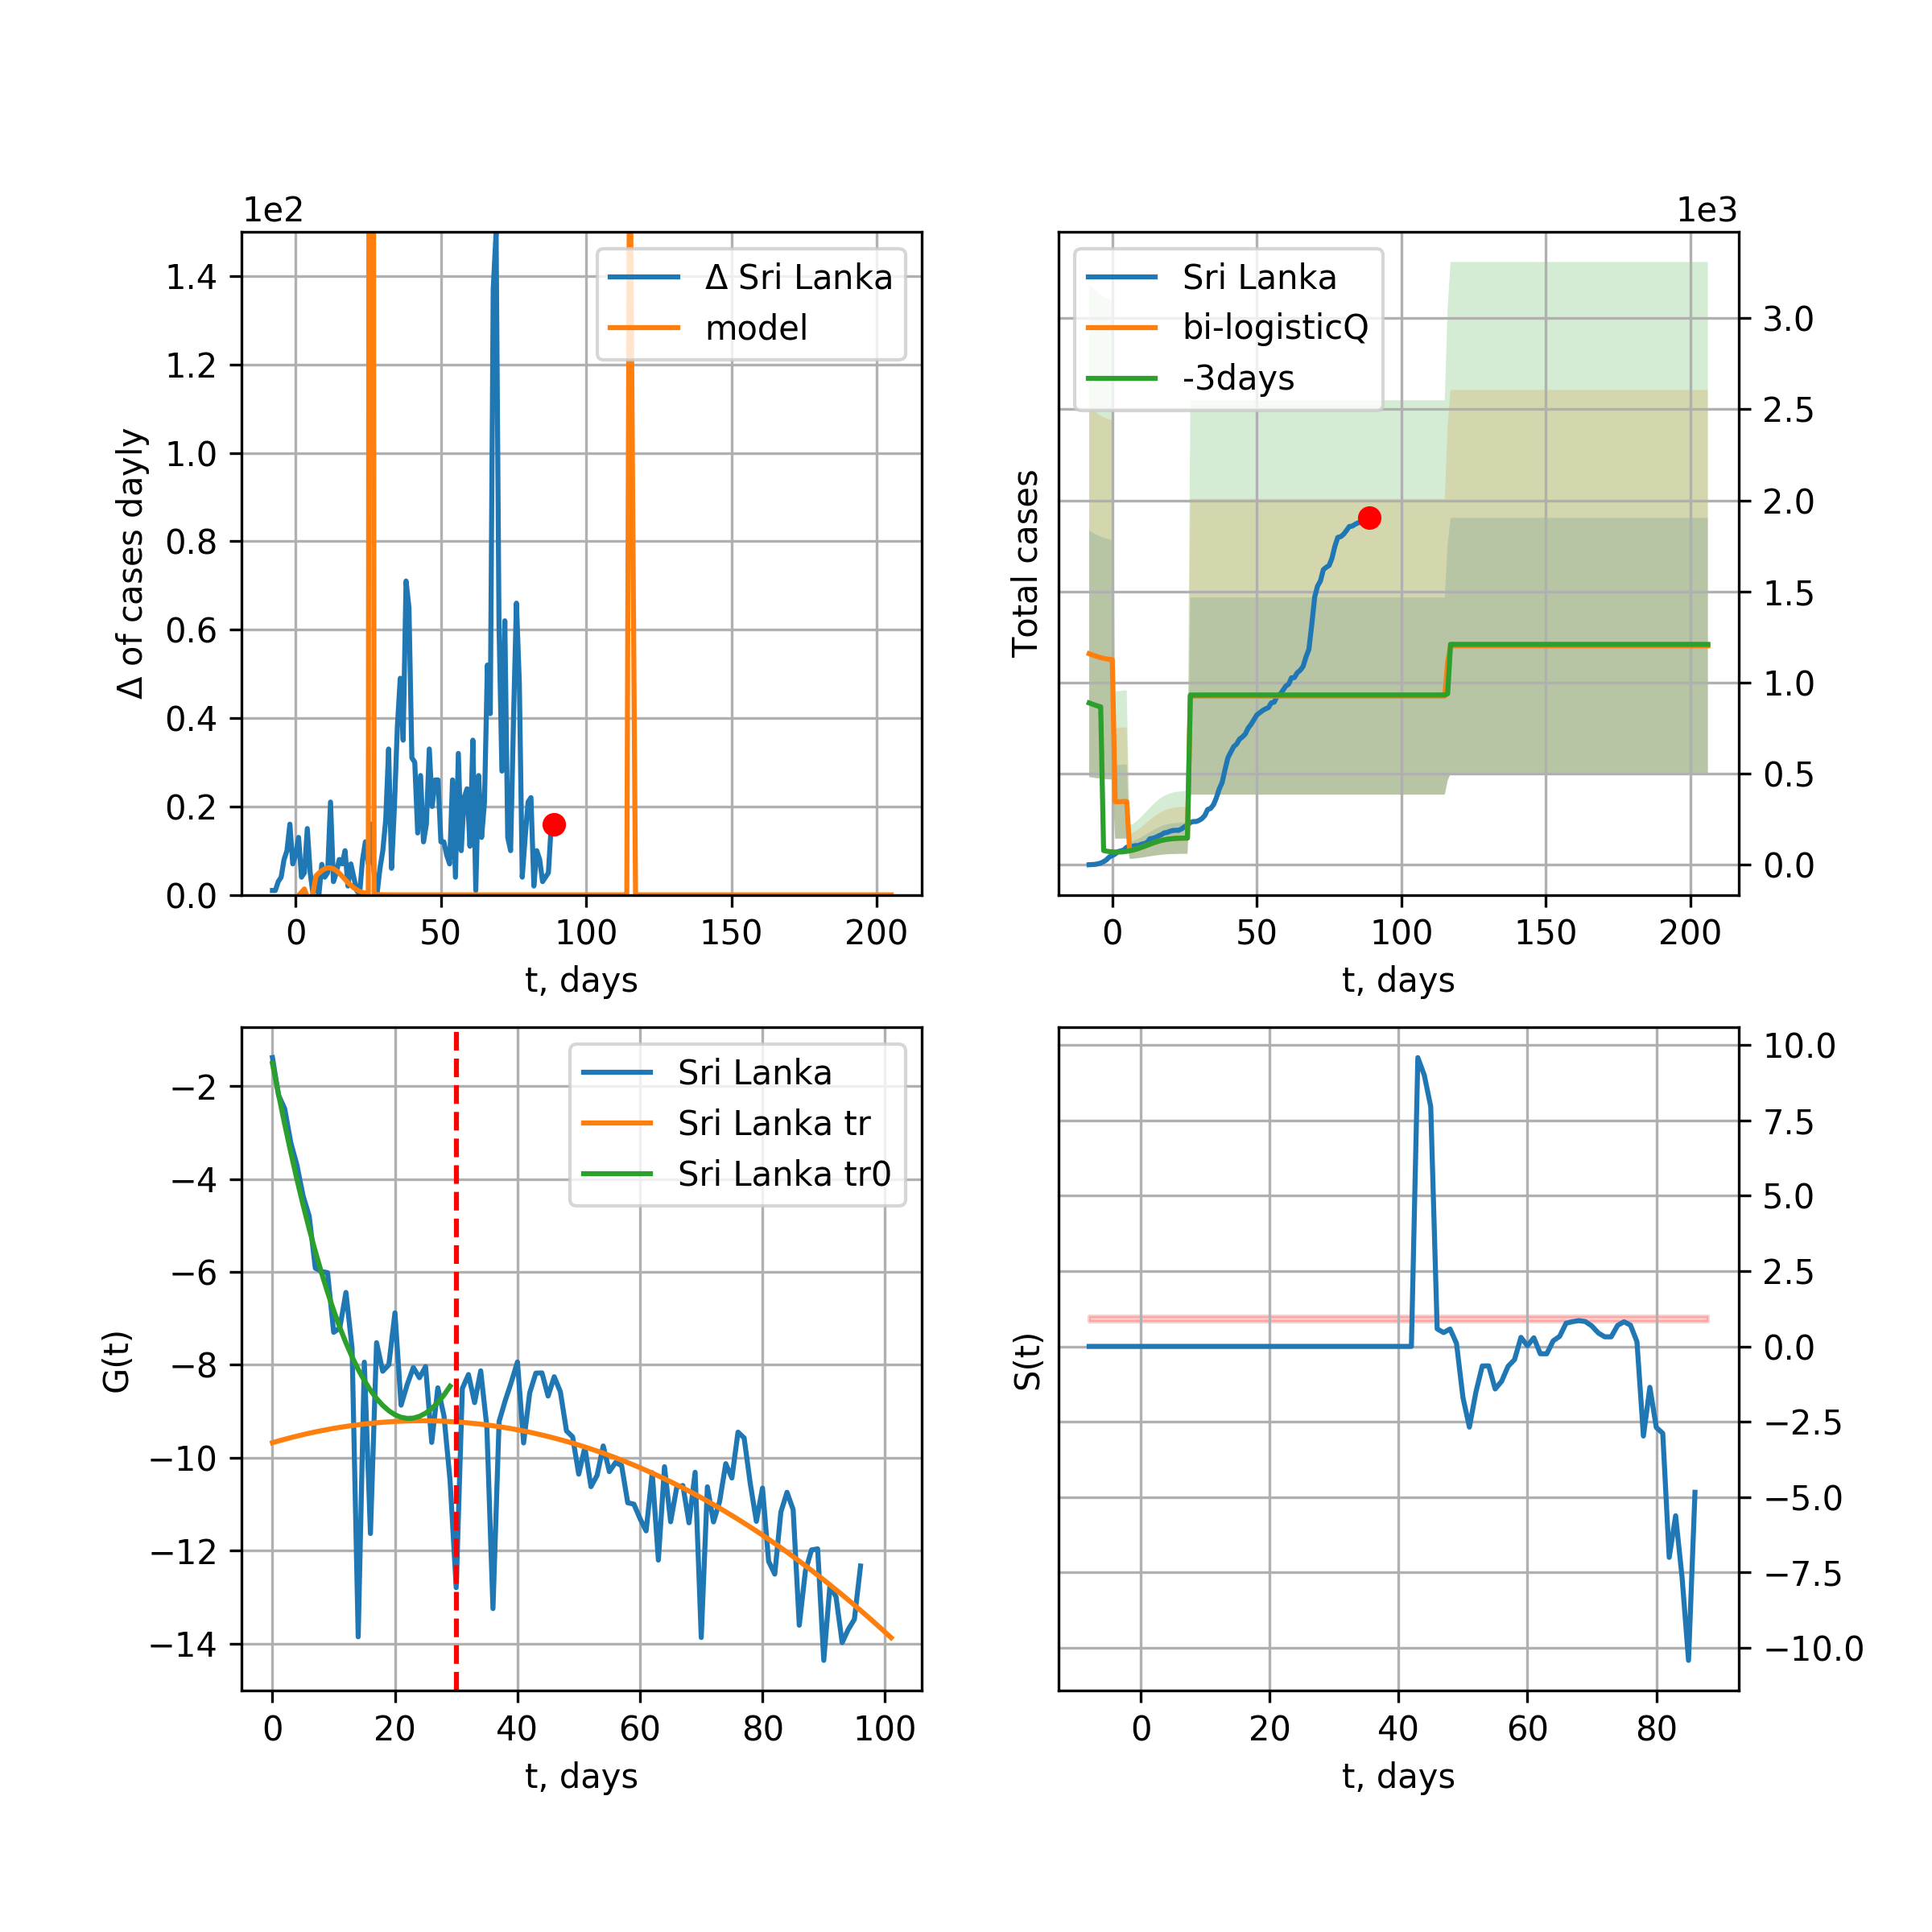 1e2
Δ of cases dayly
1.4
1.2
1.0
0.8
0.6
0.4
0.2
0.0
Δ Sri Lanka
model
0 50 100 150 200
t, days
1e3
Total cases
Sri Lanka
bi-logisticQ
-3days
3.0
2.5
2.0
1.5
1.0
0.5
0.0
0 50 100 150 200
t, days
G(t)
−2
−4
−6
−8
−10
−12
−14
Sri Lanka
Sri Lanka tr
Sri Lanka tr0
0 20 40 60 80 100
t, days
S(t)
10.0
7.5
5.0
2.5
0.0
−2.5
−5.0
−7.5
−10.0
0 20 40 60 80
t, days